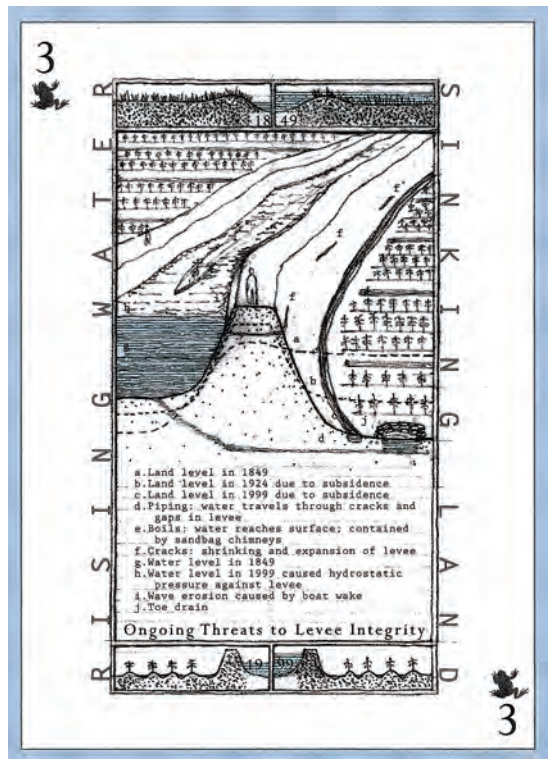 3
RISING WATER
SINKING LAND
18 49
f
f
f
h
g
a
b
c
d
j
a.Land level in 1849
b.Land level in 1924 due to subsidence
c.Land level in 1999 due to subsidence
d.Piping: water travels through cracks and
gaps in levee
e.Boils: water reaches surface; contained
by sandbag chimneys
f.Cracks: shrinking and expansion of levee
g.Water level in 1849
h.Water level in 1999 caused hydrostatic
pressure against levee
i.Wave erosion caused by boat wake
j.Toe drain
Ongoing Threats to Levee Integrity
19 99
3